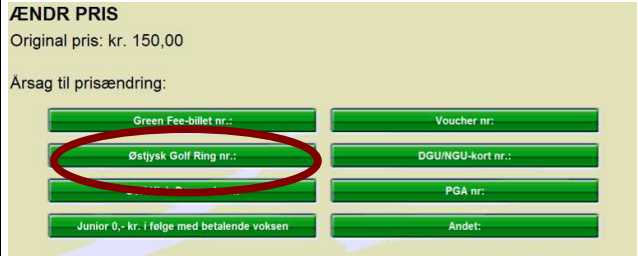 ÆNDR PRIS
Original pris: kr. 150,00
Årsag til prisændring:
Green Fee-billet nr.:
Voucher nr:
Østjysk Golf Ring nr.:
DGU/NGU-kort nr.:
PGA nr:
Junior 0,- kr. i følge med betalende voksen
Andet: